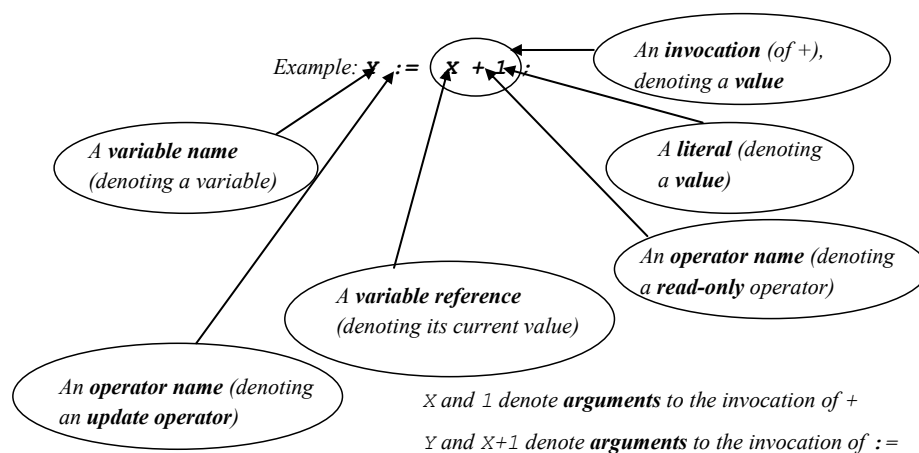 Example: Y := X + 1 ;
An invocation (of +),
denoting a value
A variable name
(denoting a variable)
A literal (denoting
a value)
An operator name (denoting
a read-only operator)
A variable reference
(denoting its current value)
An operator name (denoting
an update operator)
X and 1 denote arguments to the invocation of +
Y and X+1 denote arguments to the invocation of :=